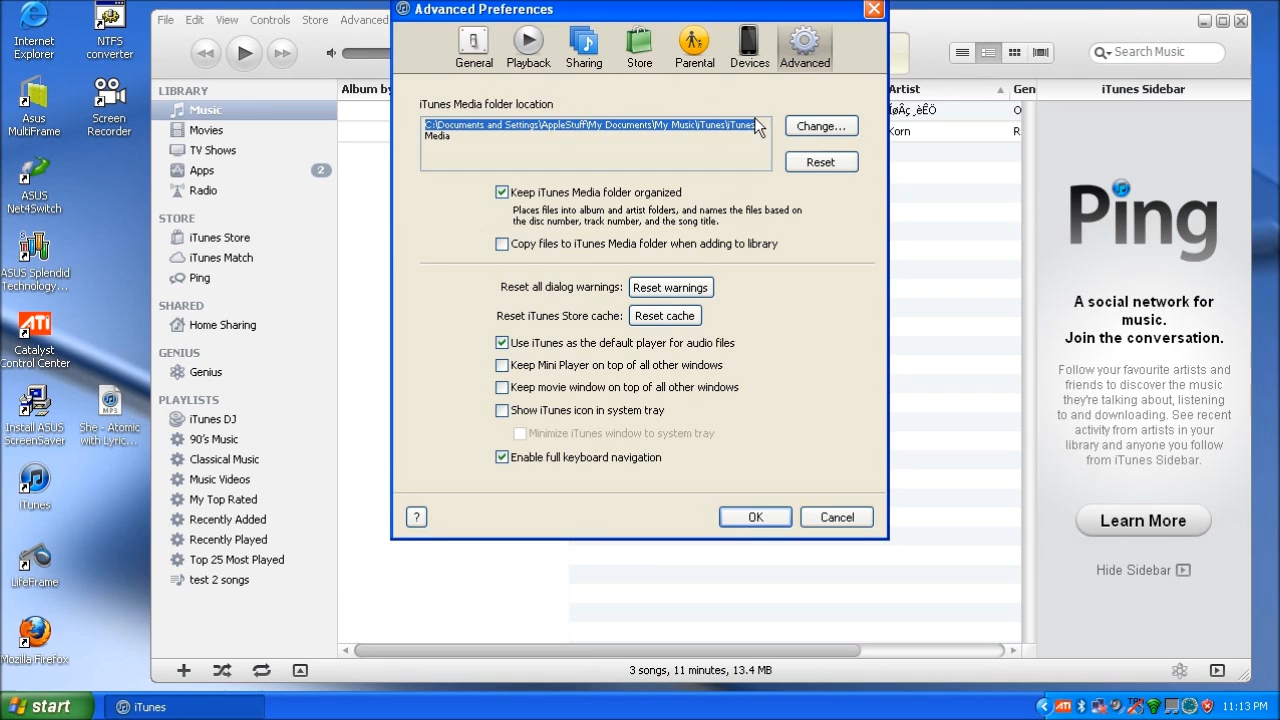 Advanced Preferences
General
Playback
Sharing
Store
Parental
Devices
Advanced
iTunes Media folder location
C:\Documents and Settings\AppleStuff\My Documents\My Music\iTunes\iTunes
Media
Change...
Reset
Keep iTunes Media folder organized
Places files into album and artist folders, and names the files based on
the disc number, track number, and the song title.
Copy files to iTunes Media folder when adding to library
Reset all dialog warnings:
Reset warnings
Reset iTunes Store cache:
Reset cache
Use iTunes as the default player for audio files
Keep Mini Player on top of all other windows
Keep movie window on top of all other windows
Show iTunes icon in system tray
Minimize iTunes window to system tray
Enable full keyboard navigation
?
OK
Cancel
File Edit View Controls Store Advanced
Search Music
LIBRARY
Music
Movies
TV Shows
Apps
2
Radio
STORE
iTunes Store
iTunes Match
Ping
SHARED
Home Sharing
GENIUS
Genius
PLAYLISTS
iTunes DJ
90's Music
Classical Music
Music Videos
My Top Rated
Recently Added
Recently Played
Top 25 Most Played
test 2 songs
Album by
Artist
Gen
O
Korn
R
iTunes Sidebar
Ping
A social network for
music.
Join the conversation.
Follow your favourite artists and
friends to discover the music
they're talking about, listening
to and downloading. See recent
activity from artists in your
library and anyone you follow
from iTunes Sidebar.
Learn More
Hide Sidebar
3 songs, 11 minutes, 13.4 MB
Internet
Explorer
NTFS
converter
Asus
MultiFrame
Screen
Recorder
ASUS
Net4Switch
ASUS Splendid
Technology...
ATI
Catalyst
Control Center
Install ASUS
ScreenSaver
MP3
She - Atomic
with Lyric...
iTunes
LifeFrame
Mozilla Firefox
start
iTunes
ATI
11:13 PM